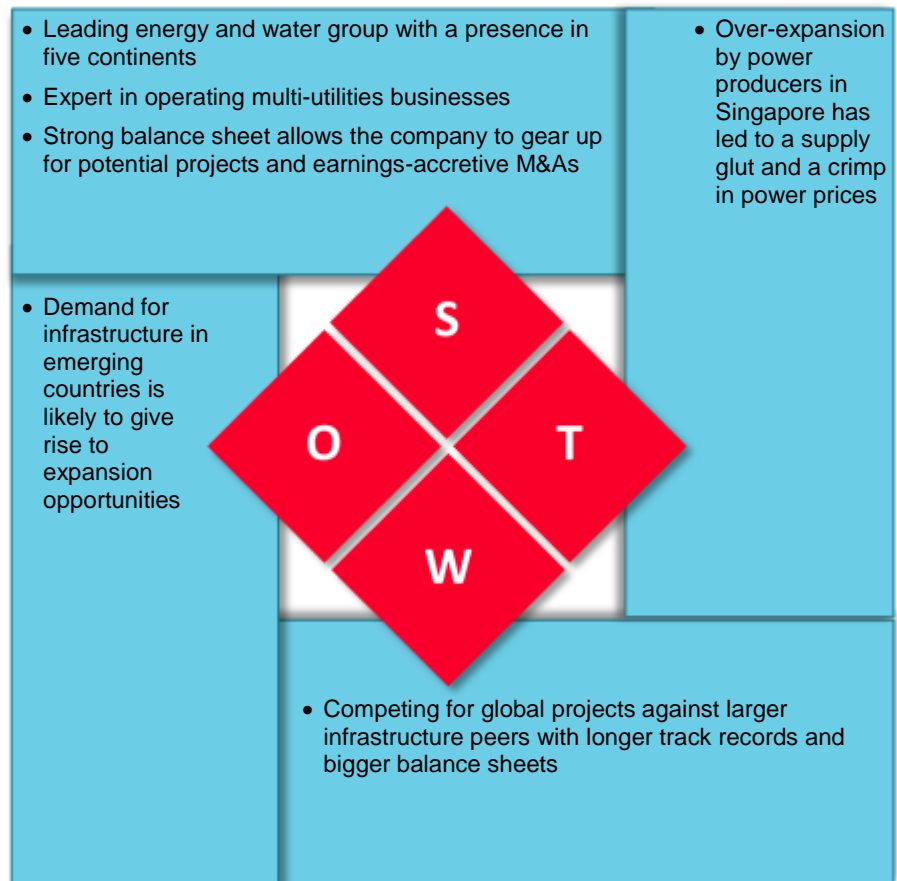 • Leading energy and water group with a presence in
five continents
• Expert in operating multi-utilities businesses
• Strong balance sheet allows the company to gear up
for potential projects and earnings-accretive M&As
• Over-expansion
by power
producers in
Singapore has
led to a supply
glut and a crimp
in power prices
• Demand for
infrastructure in
emerging
countries is
likely to give
rise to
expansion
opportunities
S
O
T
W
• Competing for global projects against larger
infrastructure peers with longer track records and
bigger balance sheets